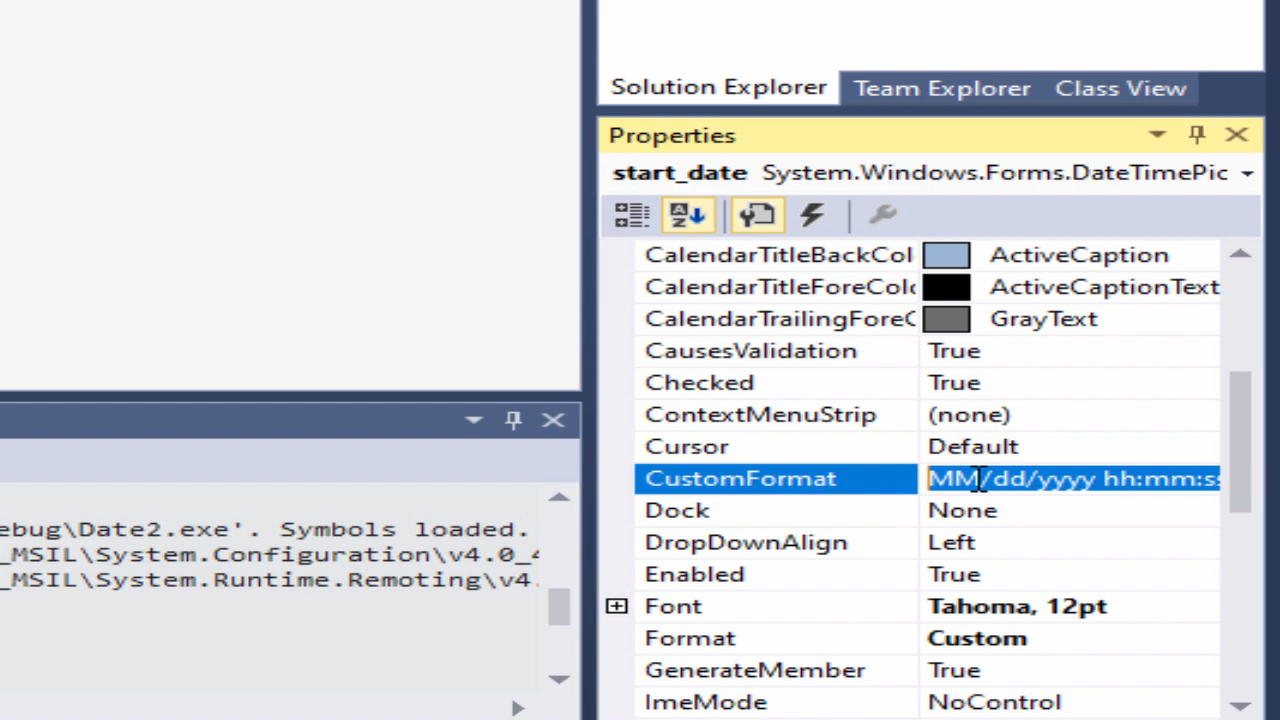 Solution Explorer Team Explorer Class View
Properties
start_date System.Windows.Forms.DateTimePic
CalendarTitleBackCol ActiveCaption
CalendarTitleForeColo ActiveCaptionText
CalendarTrailingForeC GrayText
CausesValidation True
Checked True
ContextMenuStrip (none)
Cursor Default
CustomFormat MM/dd/yyyy hh:mm:ss
Dock None
DropDownAlign Left
Enabled True
Font Tahoma, 12pt
Format Custom
GenerateMember True
ImeMode NoControl
ebug\Date2.exe'. Symbols loaded.
_MSIL\System.Configuration\v4.0_4
_MSIL\System.Runtime.Remoting\v4.